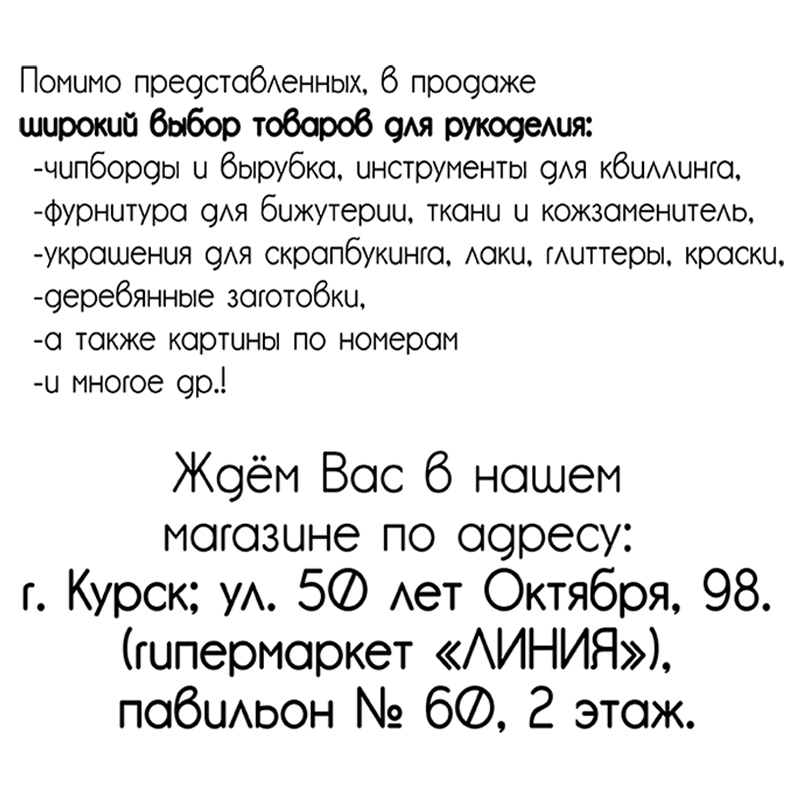 Помимо представленных, в продаже
широкий выбор товаров для рукоделия:
-чипборды и вырубка, инструменты для квиллинга,
-фурнитура для бижутерии, ткани и кожзаменитель,
-украшения для скрапбукинга, лаки, глиттеры, краски,
-деревянные заготовки,
-а также картины по номерам
-и многое др.!
Ждём Вас в нашем
магазине по адресу:
г. Курск; ул. 50 лет Октября, 98.
(гипермаркет «ЛИНИЯ»),
павильон № 60, 2 этаж.